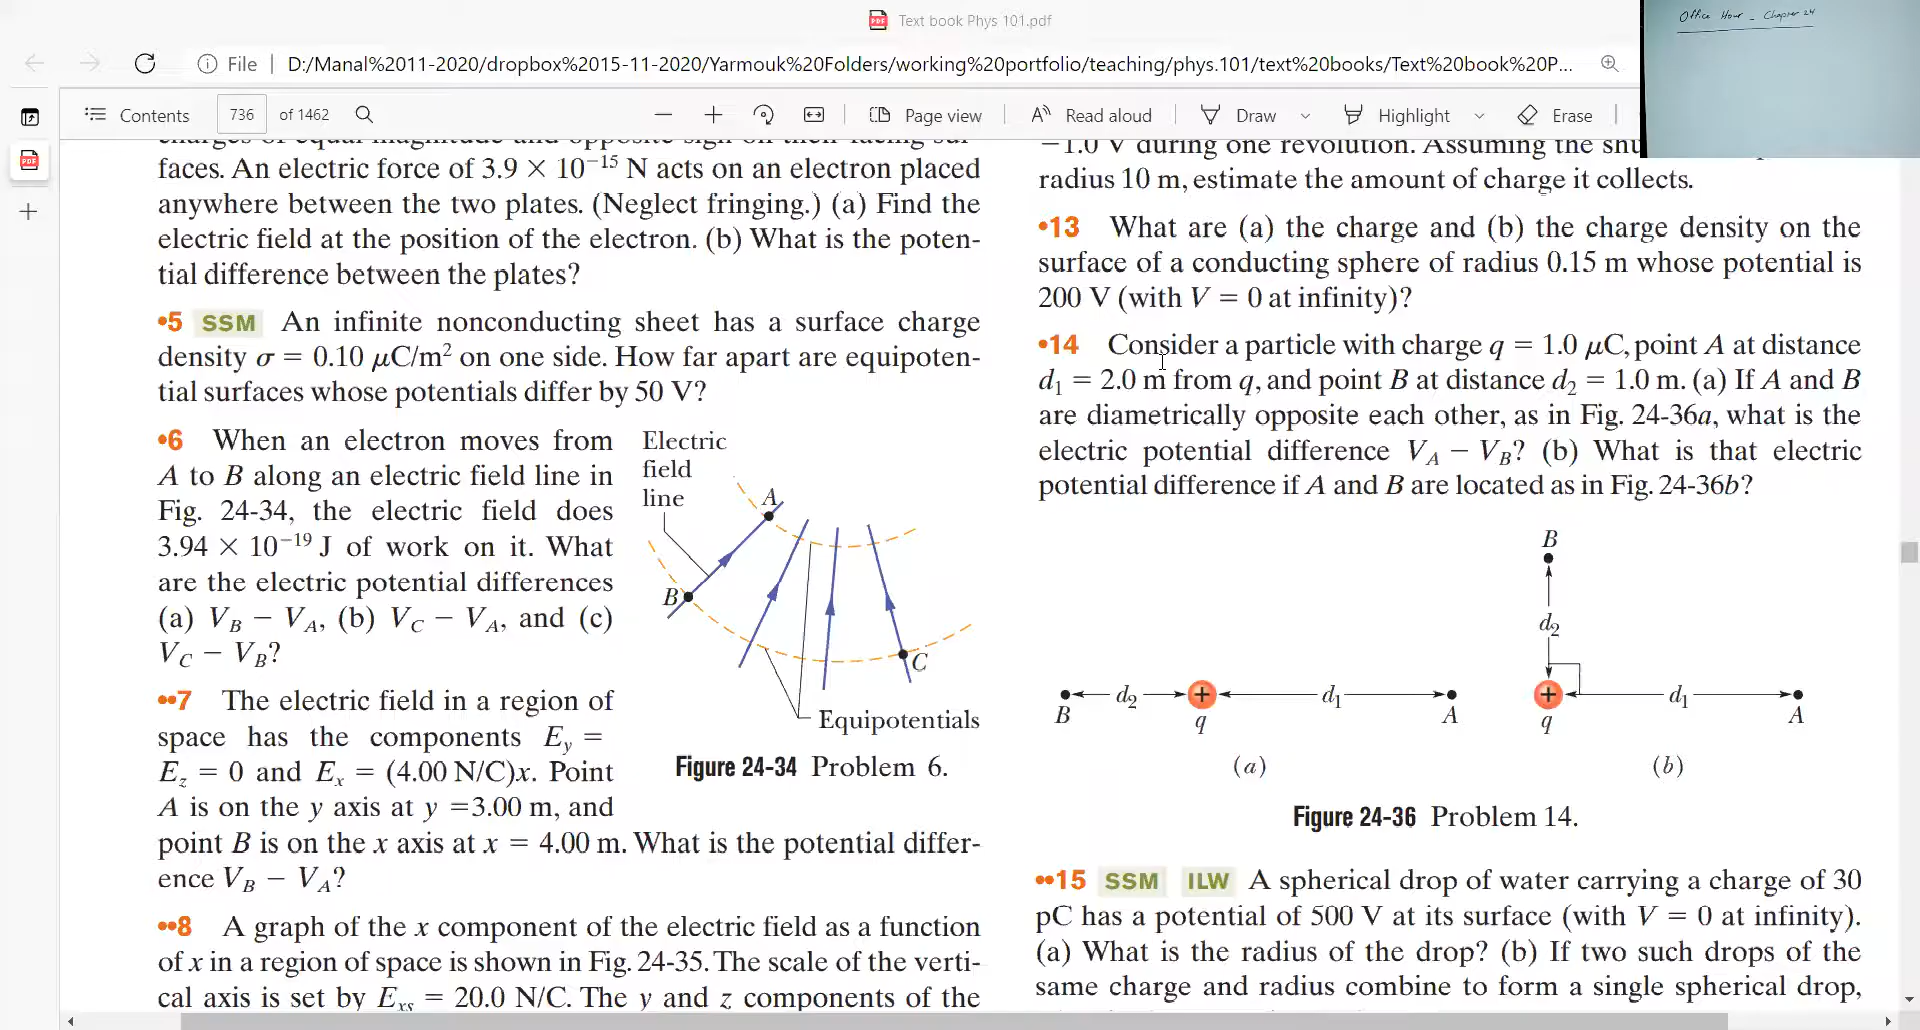 Text book Phys 101.pdf
File
D:/Manal%2011-2020/dropbox%2015-11-2020/Yarmouk%20Folders/working%20portfolio/teaching/phys.101/text%20books/Text%20book%20P...
Office Hour - Chapter 24
Contents
736 of 1462
Page view
Read aloud
Draw
Highlight
Erase
charges of equal magnitude and opposite sign on their facing sur-
faces. An electric force of 3.9 × 10⁻¹⁵ N acts on an electron placed
anywhere between the two plates. (Neglect fringing.) (a) Find the
electric field at the position of the electron. (b) What is the poten-
tial difference between the plates?
•5 SSM An infinite nonconducting sheet has a surface charge
density σ = 0.10 μC/m² on one side. How far apart are equipoten-
tial surfaces whose potentials differ by 50 V?
•6 When an electron moves from
A to B along an electric field line in
Fig. 24-34, the electric field does
3.94 × 10⁻¹⁹ J of work on it. What
are the electric potential differences
(a) V_B − V_A, (b) V_C − V_A, and (c)
V_C − V_B?
Electric
field
line
A
B
C
Equipotentials
Figure 24-34 Problem 6.
••7 The electric field in a region of
space has the components E_y =
E_z = 0 and E_x = (4.00 N/C)x. Point
A is on the y axis at y =3.00 m, and
point B is on the x axis at x = 4.00 m. What is the potential differ-
ence V_B − V_A?
••8 A graph of the x component of the electric field as a function
of x in a region of space is shown in Fig. 24-35. The scale of the verti-
cal axis is set by E_xs = 20.0 N/C. The y and z components of the
−1.0 V during one revolution. Assuming the shu
radius 10 m, estimate the amount of charge it collects.
•13 What are (a) the charge and (b) the charge density on the
surface of a conducting sphere of radius 0.15 m whose potential is
200 V (with V = 0 at infinity)?
•14 Consider a particle with charge q = 1.0 μC, point A at distance
d₁ = 2.0 m from q, and point B at distance d₂ = 1.0 m. (a) If A and B
are diametrically opposite each other, as in Fig. 24-36a, what is the
electric potential difference V_A − V_B? (b) What is that electric
potential difference if A and B are located as in Fig. 24-36b?
B d₂ + q d₁ A
(a)
B
d₂
+ q d₁ A
(b)
Figure 24-36 Problem 14.
••15 SSM ILW A spherical drop of water carrying a charge of 30
pC has a potential of 500 V at its surface (with V = 0 at infinity).
(a) What is the radius of the drop? (b) If two such drops of the
same charge and radius combine to form a single spherical drop,